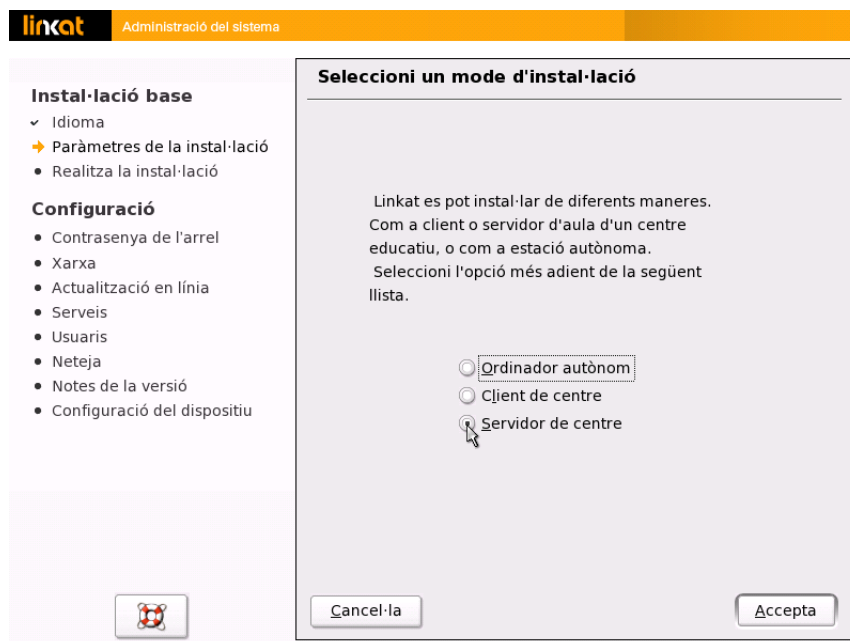 linkat
Administració del sistema
Instal·lació base
Idioma
Paràmetres de la instal·lació
Realitza la instal·lació
Configuració
Contrasenya de l'arrel
Xarxa
Actualització en línia
Serveis
Usuaris
Neteja
Notes de la versió
Configuració del dispositiu
Seleccioni un mode d'instal·lació
Linkat es pot instal·lar de diferents maneres.
Com a client o servidor d'aula d'un centre
educatiu, o com a estació autònoma.
Seleccioni l'opció més adient de la següent
llista.
Ordinador autònom
Client de centre
Servidor de centre
Cancel·la
Accepta